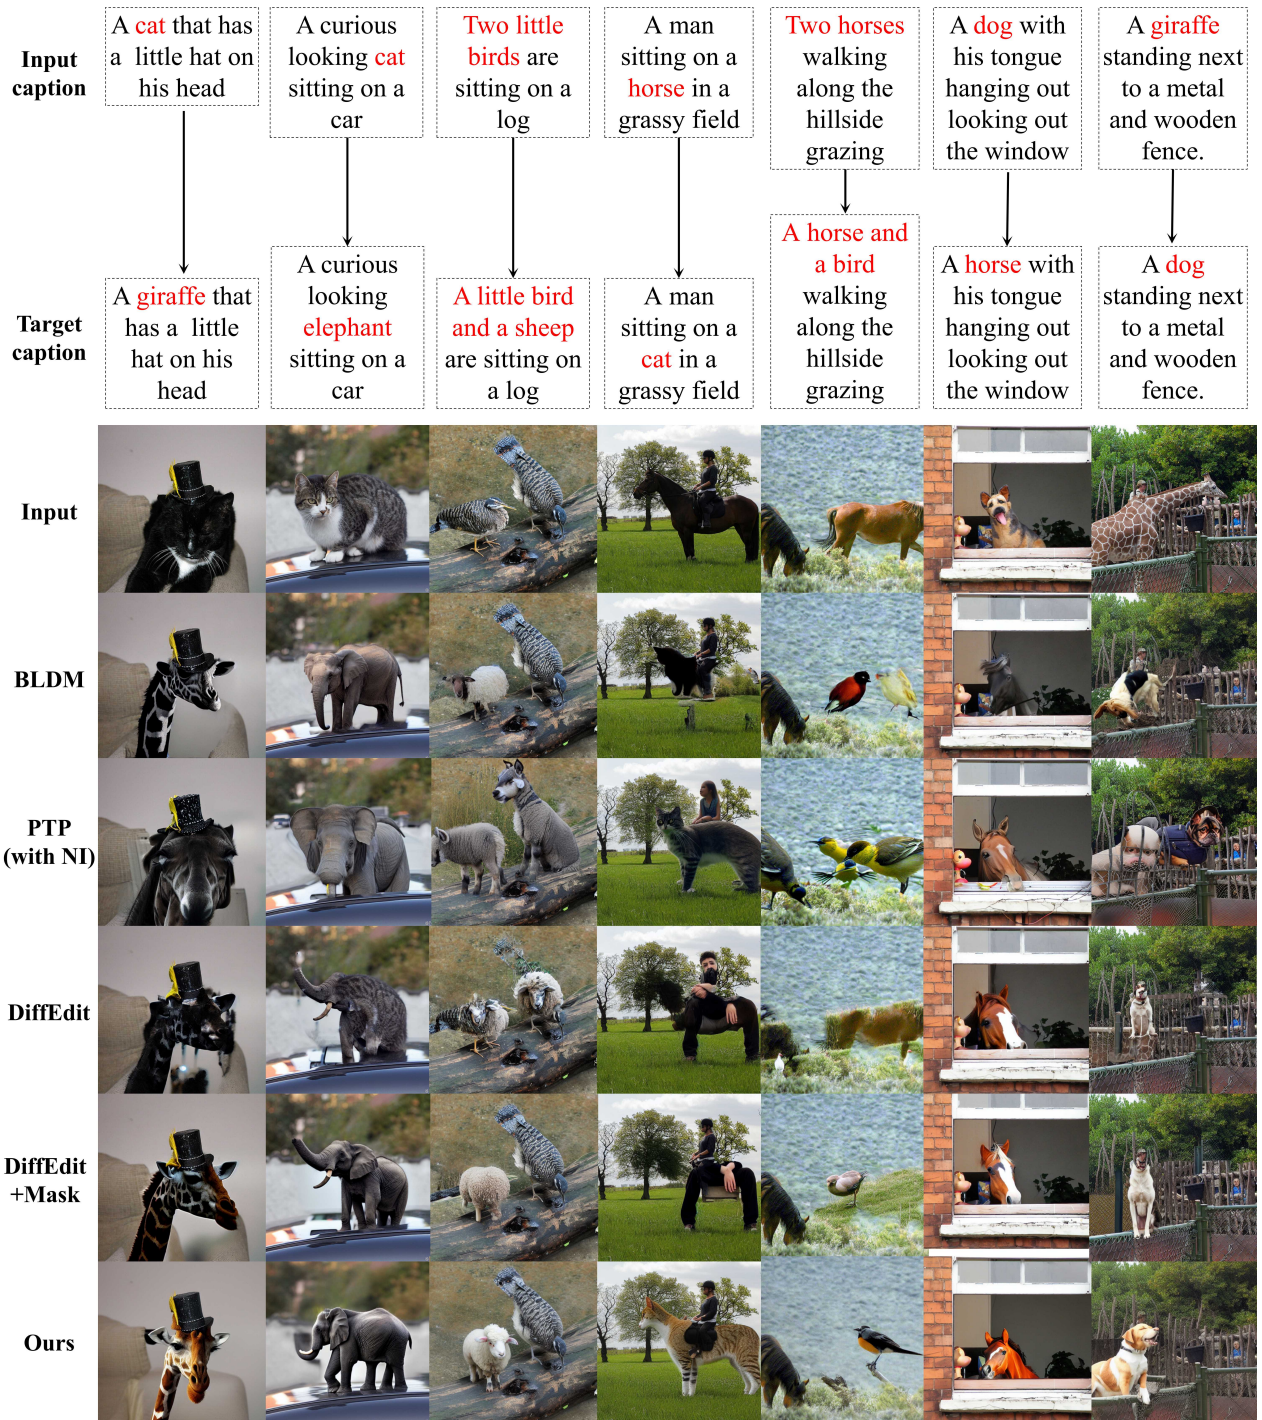 Input
caption
A cat that has
a little hat on
his head
A curious
looking cat
sitting on a
car
Two little
birds are
sitting on a
log
A man
sitting on a
horse in a
grassy field
Two horses
walking
along the
hillside
grazing
A dog with
his tongue
hanging out
looking out
the window
A giraffe
standing next
to a metal
and wooden
fence.
Target
caption
A giraffe that
has a little
hat on his
head
A curious
looking
elephant
sitting on a
car
A little bird
and a sheep
are sitting on
a log
A man
sitting on a
cat in a
grassy field
A horse and
a bird
walking
along the
hillside
grazing
A horse with
his tongue
hanging out
looking out
the window
A dog
standing next
to a metal
and wooden
fence.
Input
BLDM
PTP
(with NI)
DiffEdit
DiffEdit
+Mask
Ours